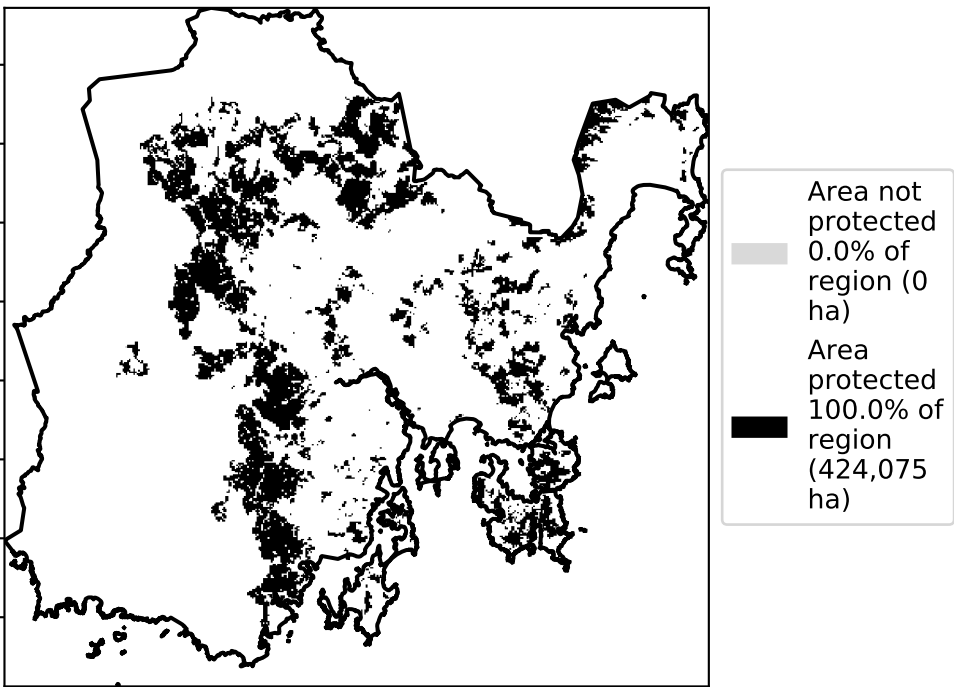 Area not
protected
0.0% of
region (0
ha)
Area
protected
100.0% of
region
(424,075
ha)